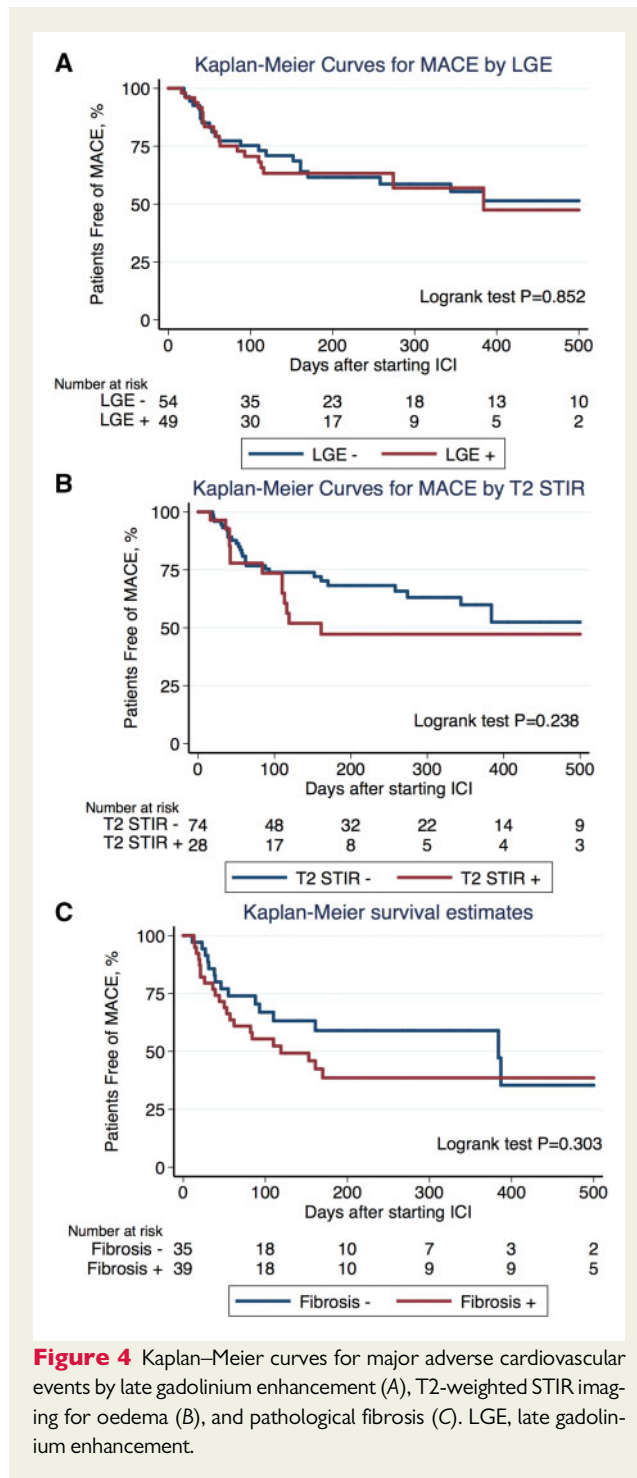 A
Kaplan-Meier Curves for MACE by LGE
Patients Free of MACE, %
100
75
50
25
0
Logrank test P=0.852
0 100 200 300 400 500
Days after starting ICI
Number at risk
LGE - 54 35 23 18 13 10
LGE + 49 30 17 9 5 2
LGE - LGE +
B
Kaplan-Meier Curves for MACE by T2 STIR
Patients Free of MACE, %
100
75
50
25
0
Logrank test P=0.238
0 100 200 300 400 500
Days after starting ICI
Number at risk
T2 STIR - 74 48 32 22 14 9
T2 STIR + 28 17 8 5 4 3
T2 STIR - T2 STIR +
C
Kaplan-Meier survival estimates
Patients Free of MACE, %
100
75
50
25
0
Logrank test P=0.303
0 100 200 300 400 500
Days after starting ICI
Number at risk
Fibrosis - 35 18 10 7 3 2
Fibrosis + 39 18 10 9 9 5
Fibrosis - Fibrosis +
Figure 4 Kaplan–Meier curves for major adverse cardiovascular
events by late gadolinium enhancement (A), T2-weighted STIR imag-
ing for oedema (B), and pathological fibrosis (C). LGE, late gadolin-
ium enhancement.